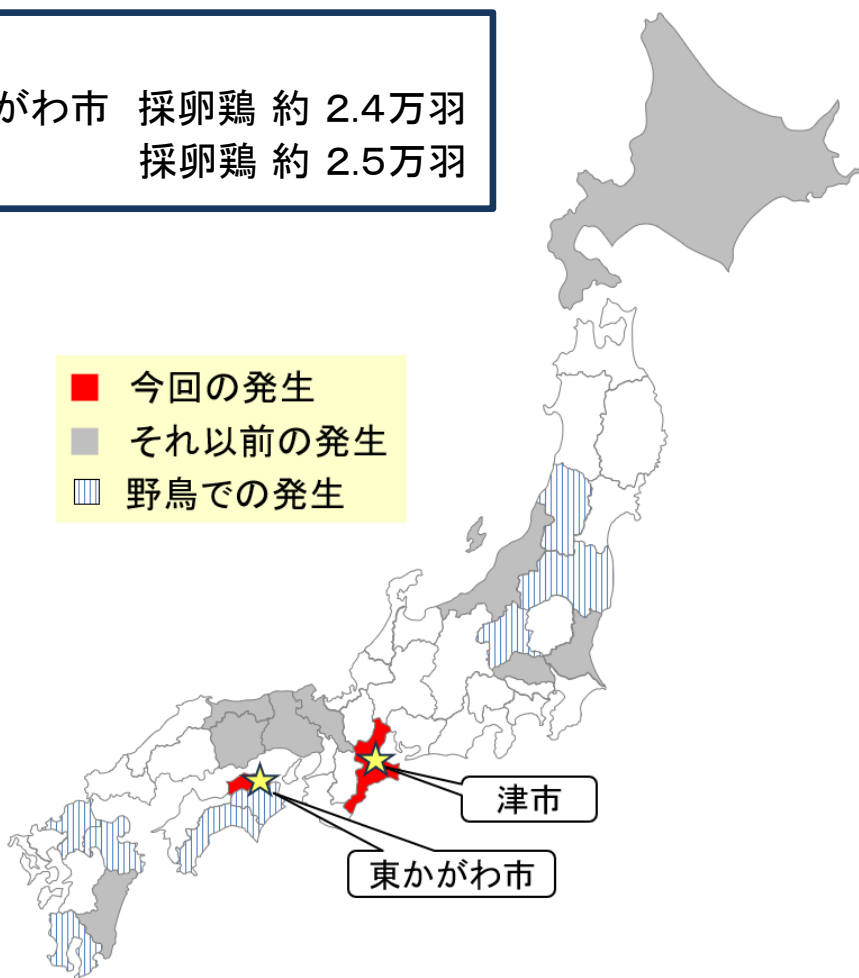 がわ市 採卵鶏 約 2.4万羽
採卵鶏 約 2.5万羽
今回の発生
それ以前の発生
野鳥での発生
津市
東かがわ市